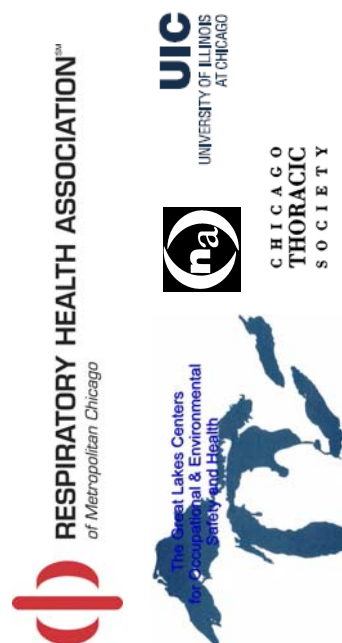 RESPIRATORY HEALTH ASSOCIATION℠
of Metropolitan Chicago
The Great Lakes Centers
for Occupational & Environmental
Safety and Health
na
CHICAGO
THORACIC
SOCIETY
UIC
UNIVERSITY OF ILLINOIS
AT CHICAGO